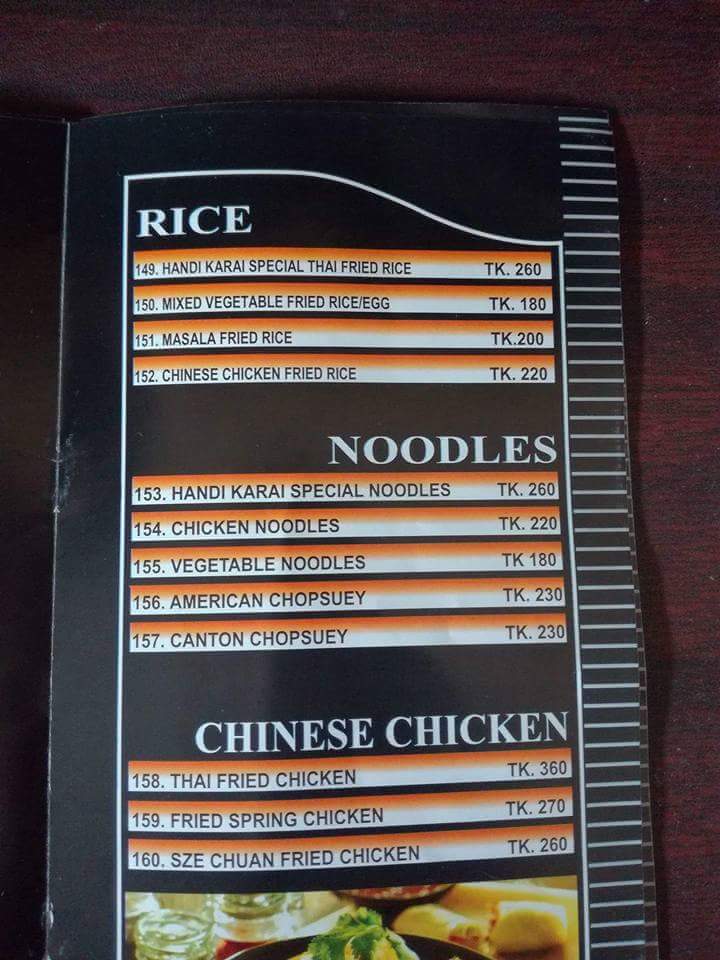 RICE
149. HANDI KARAI SPECIAL THAI FRIED RICE TK. 260
150. MIXED VEGETABLE FRIED RICE/EGG TK. 180
151. MASALA FRIED RICE TK.200
152. CHINESE CHICKEN FRIED RICE TK. 220
NOODLES
153. HANDI KARAI SPECIAL NOODLES TK. 260
154. CHICKEN NOODLES TK. 220
155. VEGETABLE NOODLES TK 180
156. AMERICAN CHOPSUEY TK. 230
157. CANTON CHOPSUEY TK. 230
CHINESE CHICKEN
158. THAI FRIED CHICKEN TK. 360
159. FRIED SPRING CHICKEN TK. 270
160. SZE CHUAN FRIED CHICKEN TK. 260